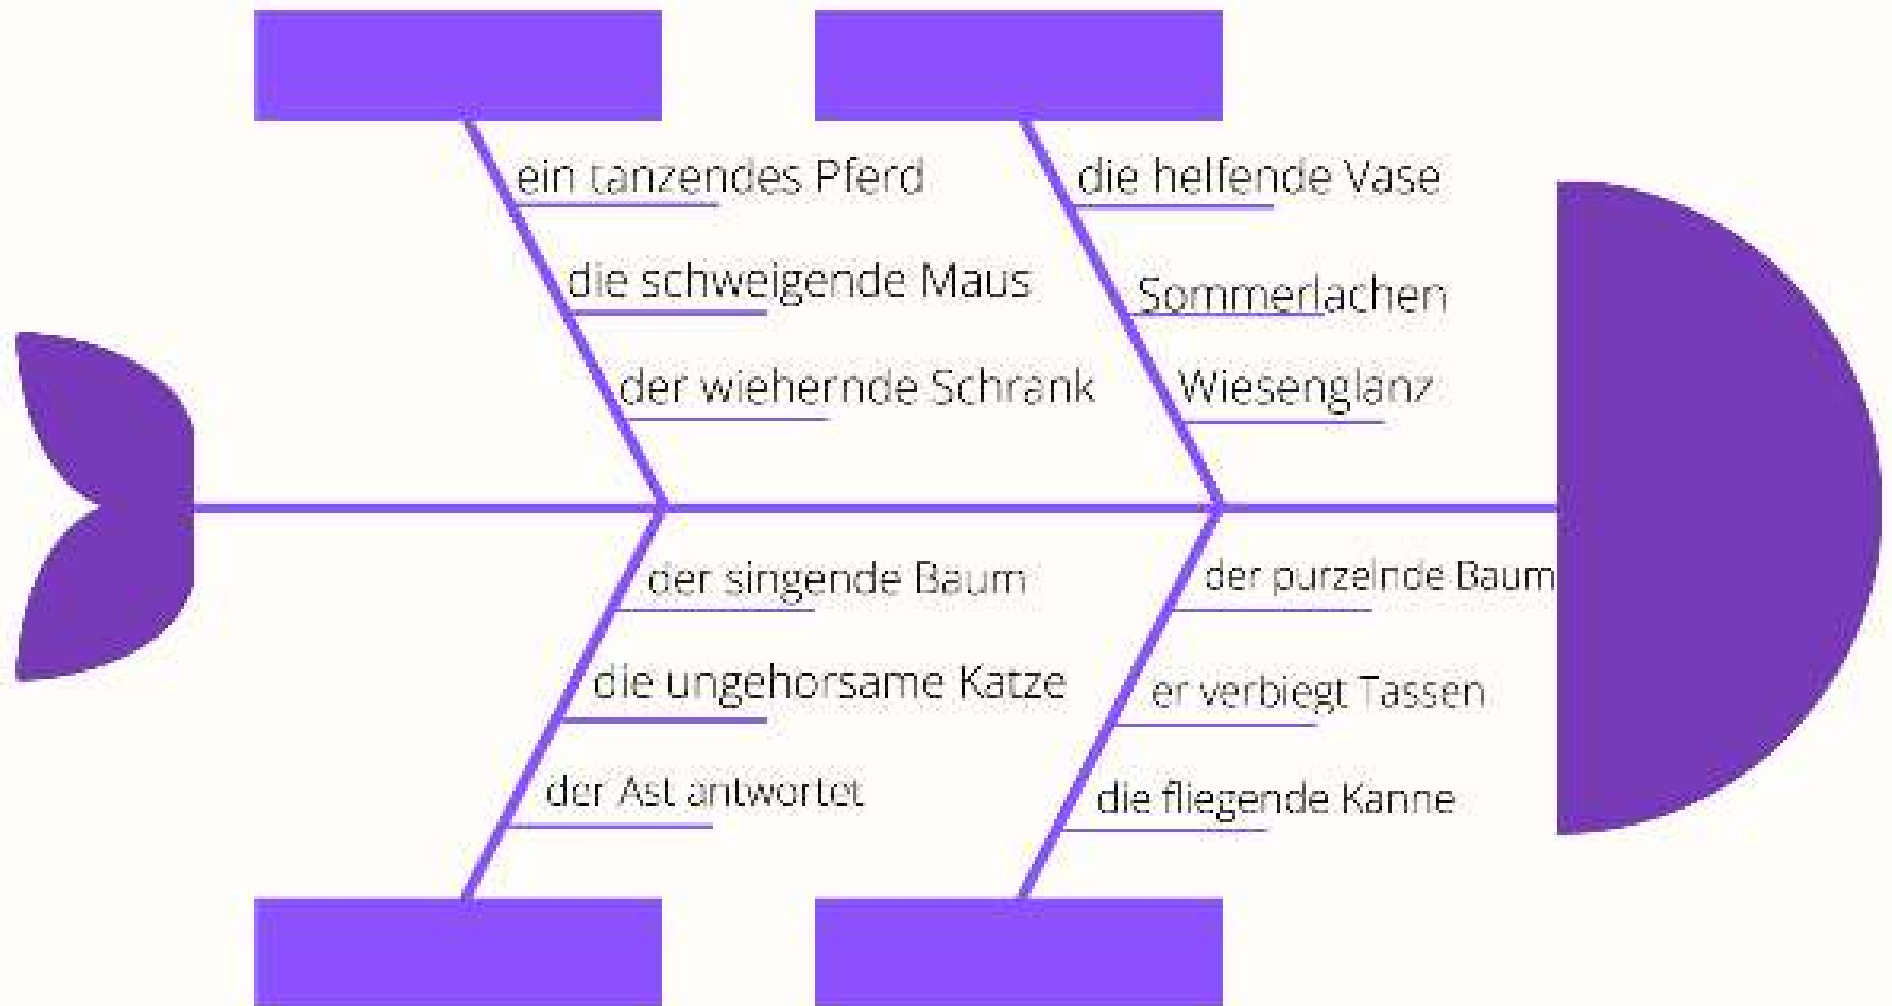 ein tanzendes Pferd
die schweigende Maus
der wiehernde Schrank
die helfende Vase
Sommerlachen
Wiesenglanz
der singende Baum
die ungehorsame Katze
der Ast antwortet
der purzelnde Baum
er verbiegt Tassen
die fliegende Kanne